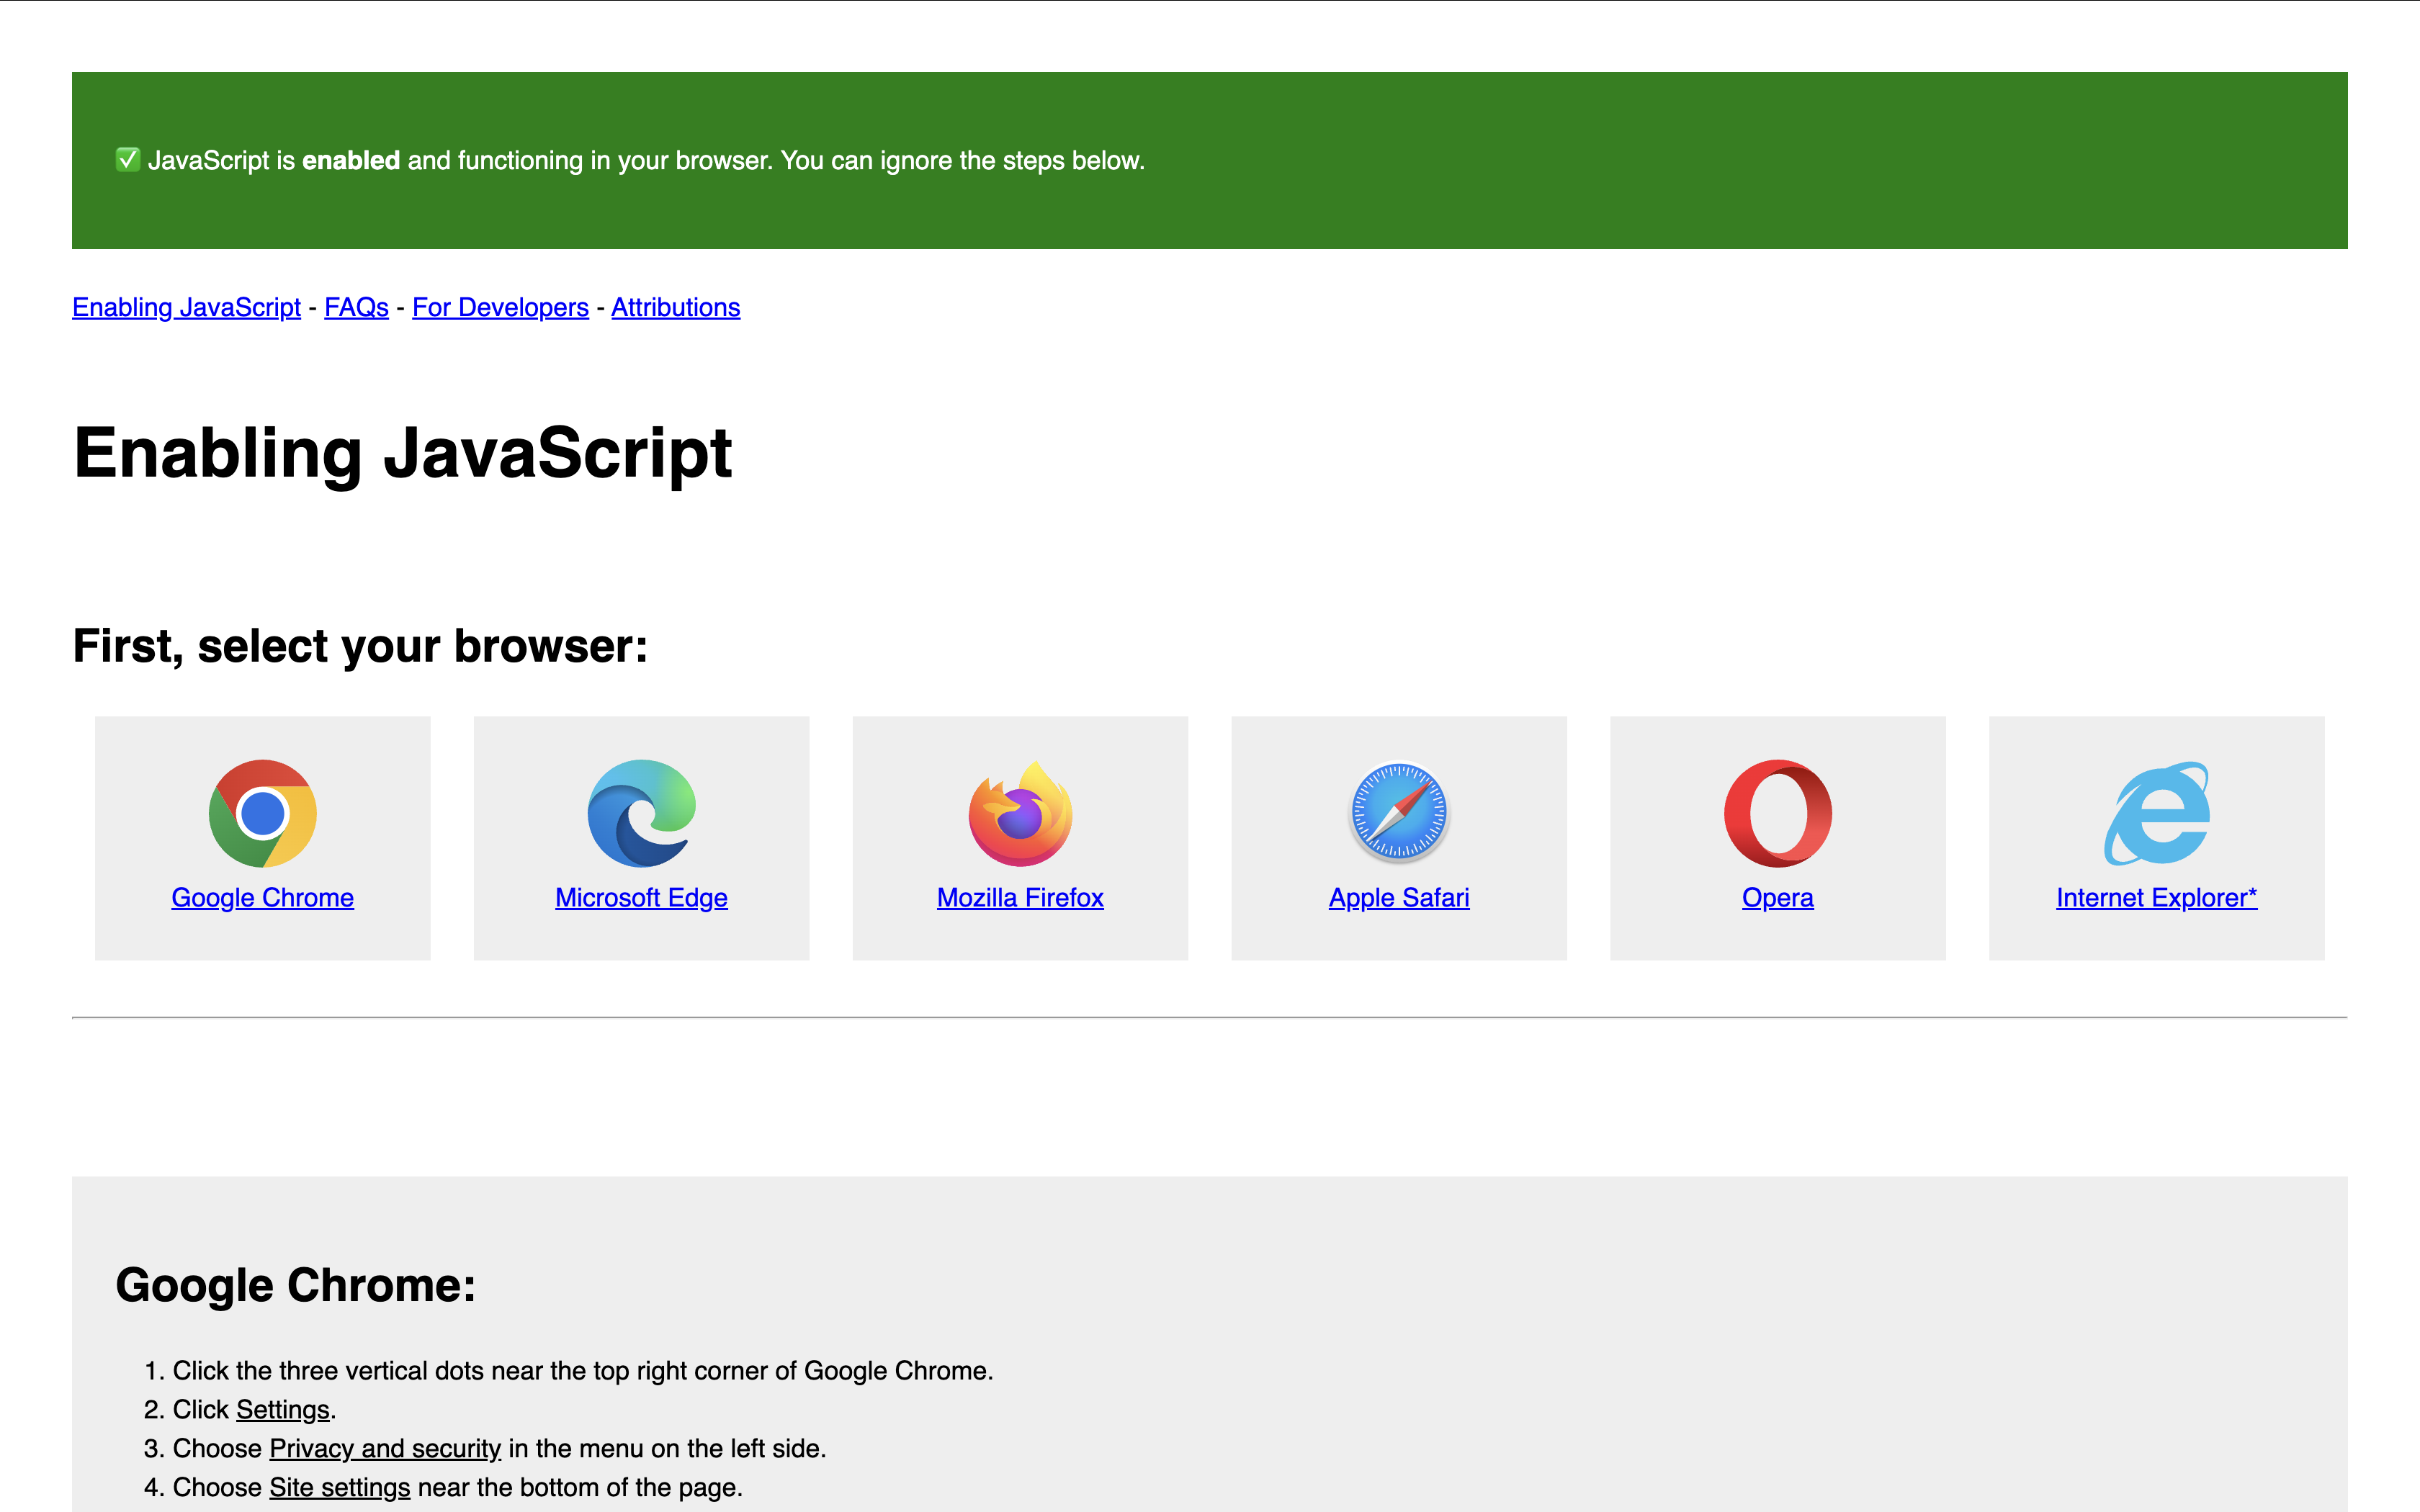 ✅ JavaScript is enabled and functioning in your browser. You can ignore the steps below.
Enabling JavaScript - FAQs - For Developers - Attributions
Enabling JavaScript
First, select your browser:
Google Chrome
Microsoft Edge
Mozilla Firefox
Apple Safari
Opera
Internet Explorer*
Google Chrome:
1. Click the three vertical dots near the top right corner of Google Chrome.
2. Click Settings.
3. Choose Privacy and security in the menu on the left side.
4. Choose Site settings near the bottom of the page.